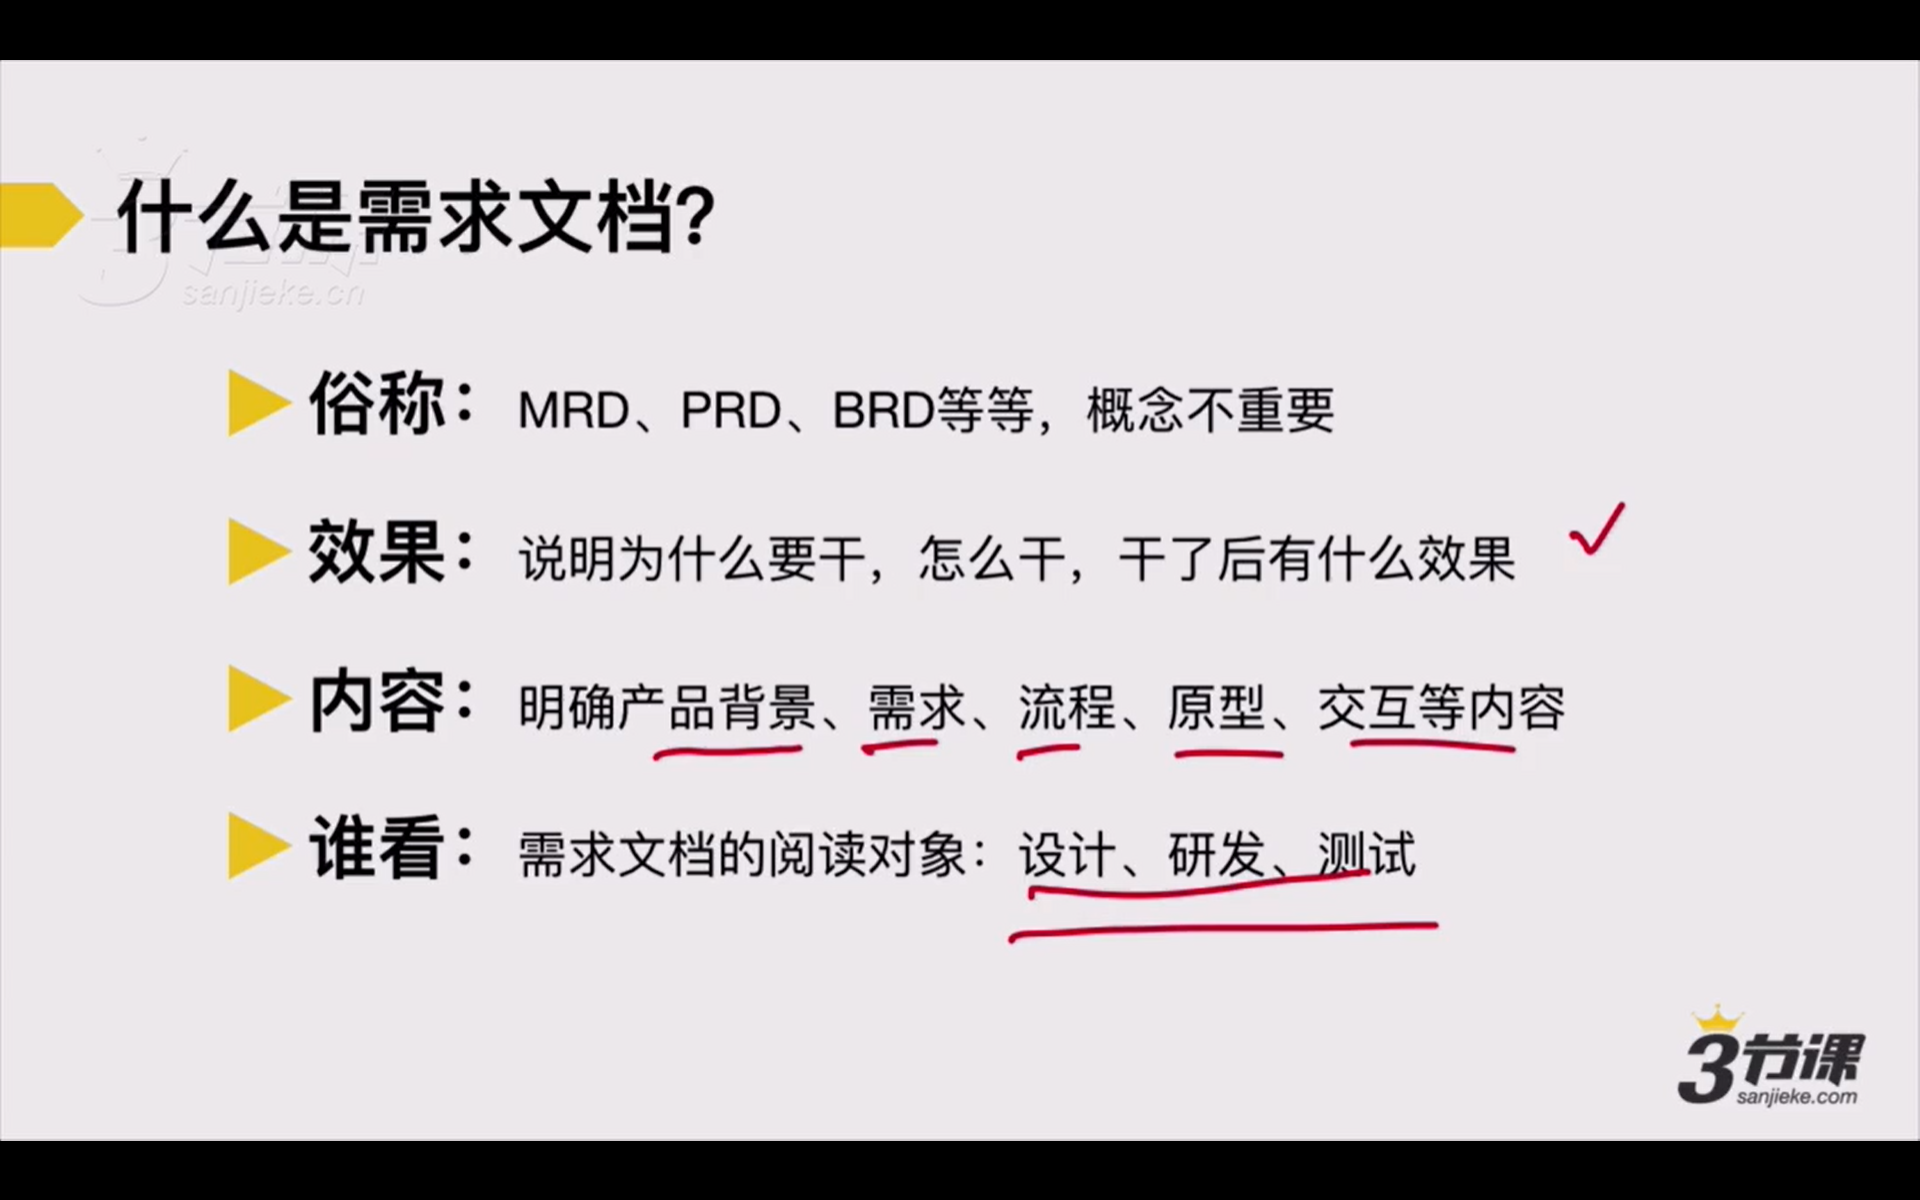 什么是需求文档？
sanjieke.cn
俗称：MRD、PRD、BRD等等，概念不重要
效果：说明为什么要干，怎么干，干了后有什么效果
内容：明确产品背景、需求、流程、原型、交互等内容
谁看：需求文档的阅读对象：设计、研发、测试
3节课
sanjieke.com